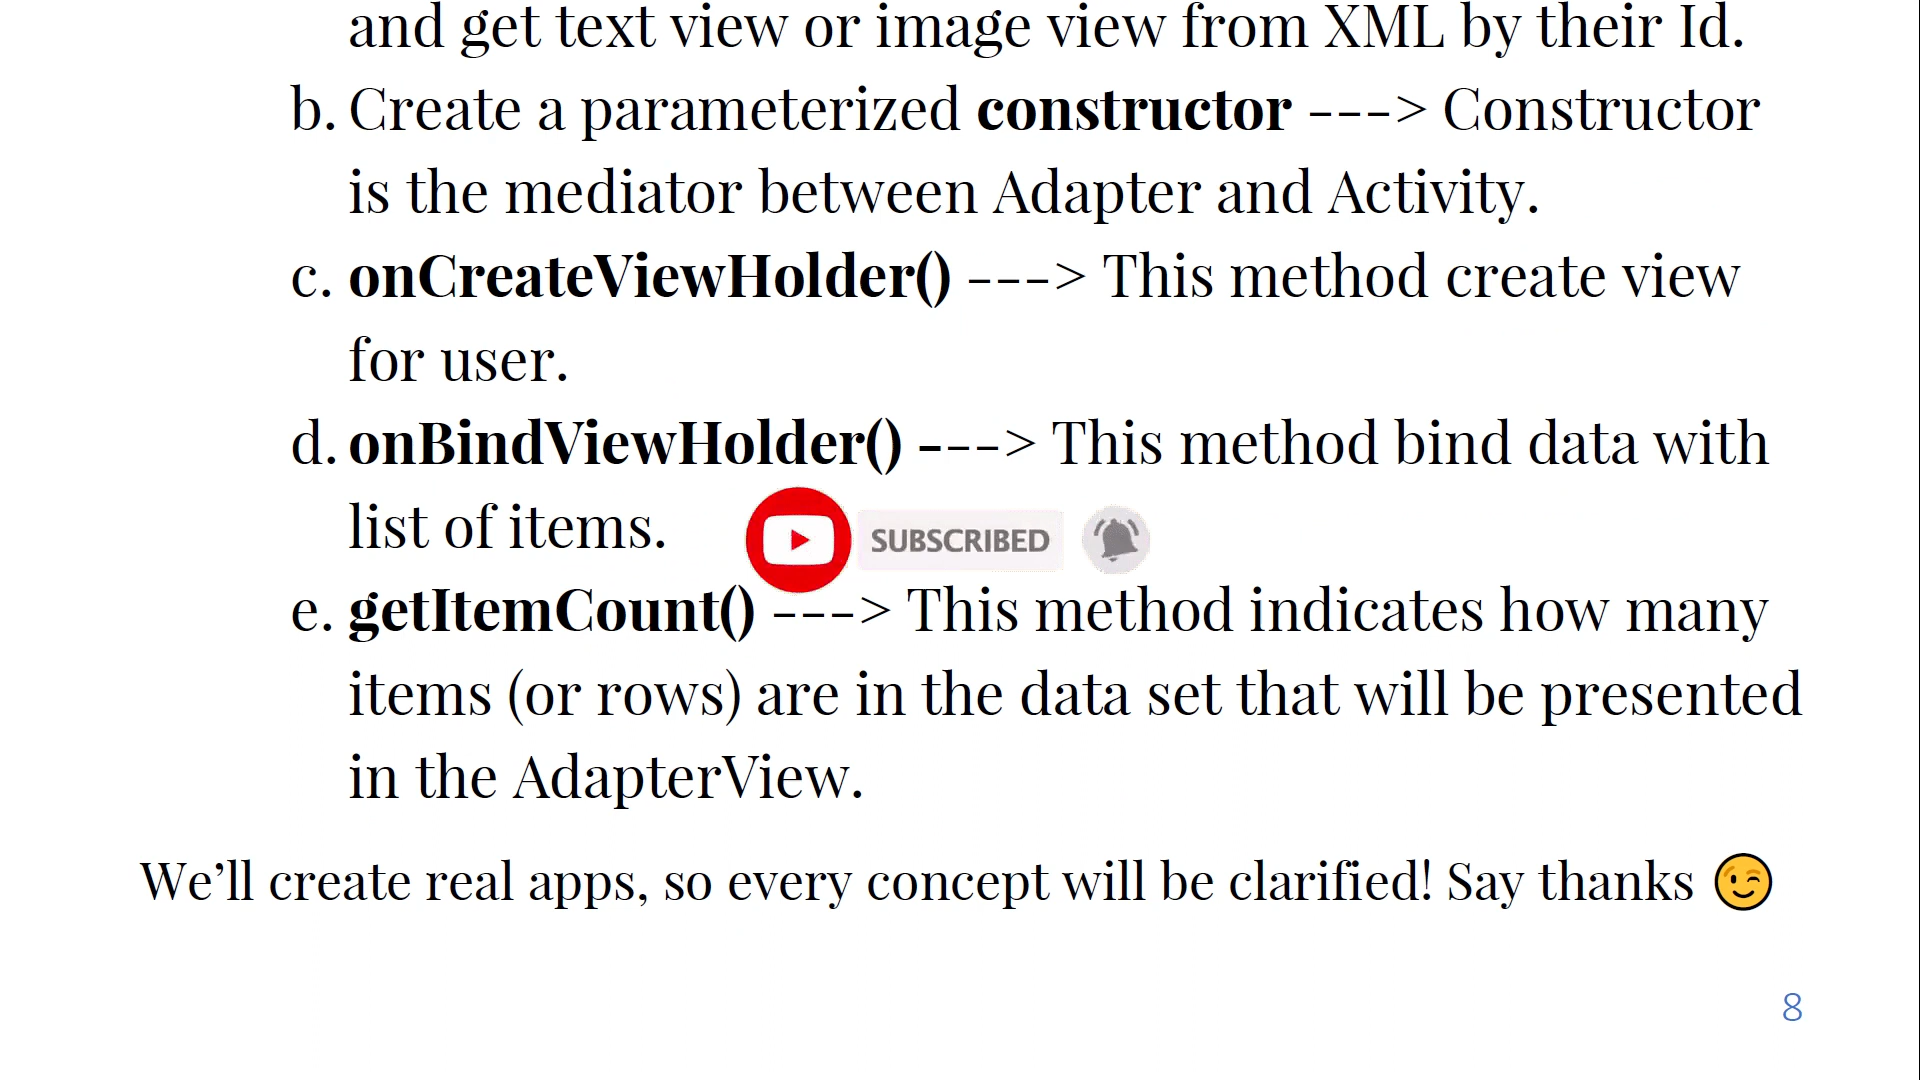 and get text view or image view from XML by their Id.
b. Create a parameterized constructor ---> Constructor
is the mediator between Adapter and Activity.
c. onCreateViewHolder() ---> This method create view
for user.
d. onBindViewHolder() ---> This method bind data with
list of items.
SUBSCRIBED
e. getItemCount() ---> This method indicates how many
items (or rows) are in the data set that will be presented
in the AdapterView.
We’ll create real apps, so every concept will be clarified! Say thanks 😉
8